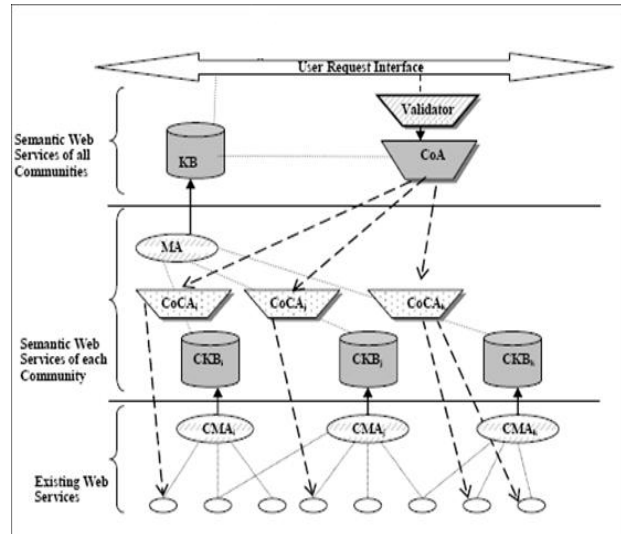 User Request Interface
Validator
Semantic Web
Services of all
Communities
KB
CoA
MA
CoCAi
CoCAj
CoCAk
Semantic Web
Services of each
Community
CKBi
CKBj
CKBk
CMAi
CMAj
CMAk
Existing Web
Services